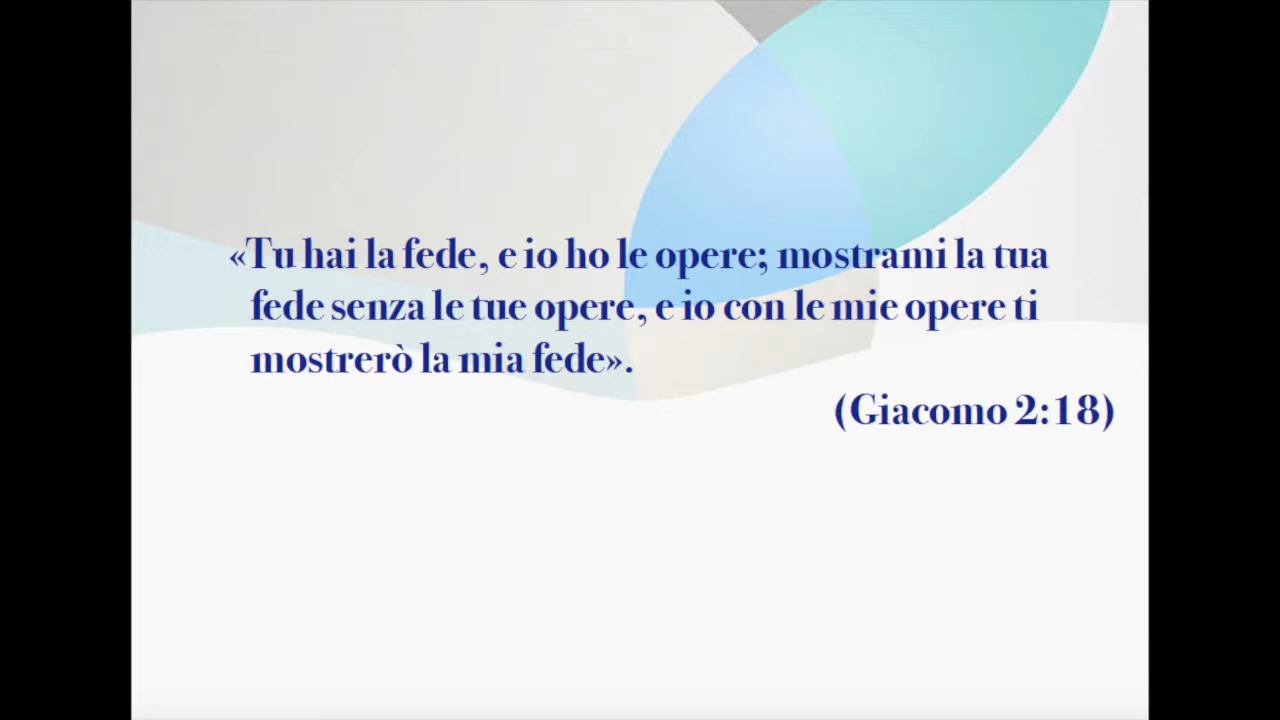 «Tu hai la fede, e io ho le opere; mostrami la tua
fede senza le tue opere, e io con le mie opere ti
mostrerò la mia fede».
(Giacomo 2:18)